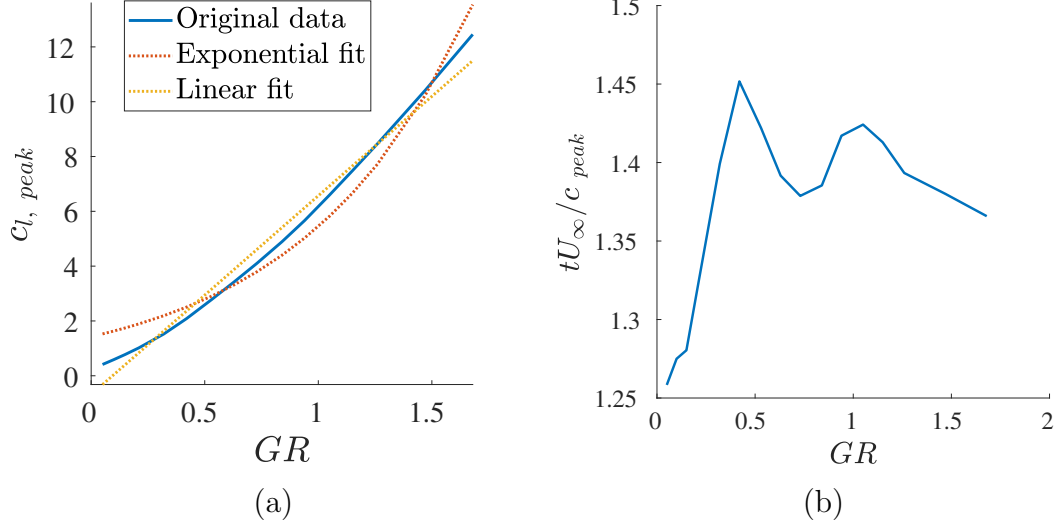 Original data
Exponential fit
Linear fit
12
10
8
6
4
2
0
c_{l, peak}
0
0.5
1
1.5
GR
(a)
1.5
1.45
1.4
1.35
1.3
1.25
tU_∞/c _{peak}
0
0.5
1
1.5
2
GR
(b)